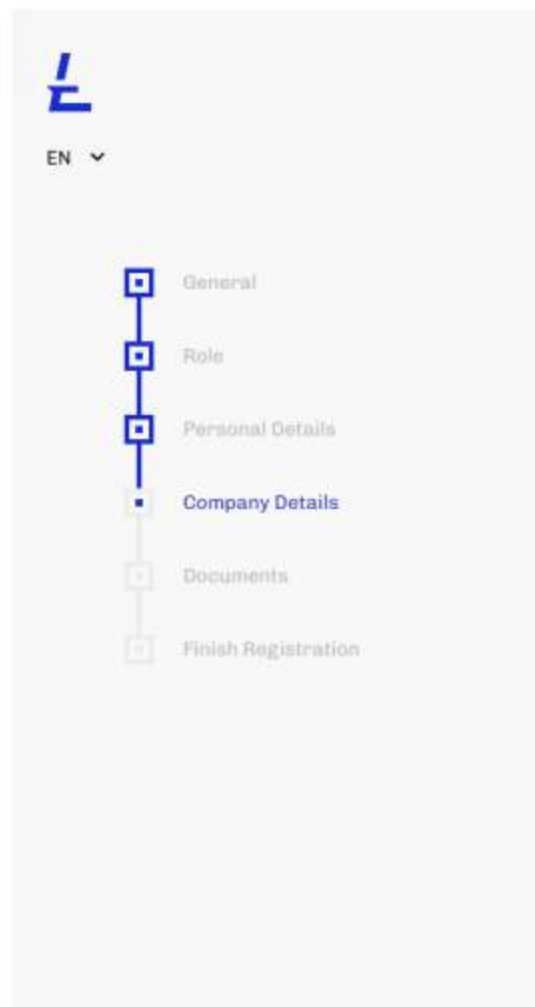 EN
General
Role
Personal Details
Company Details
Documents
Finish Registration